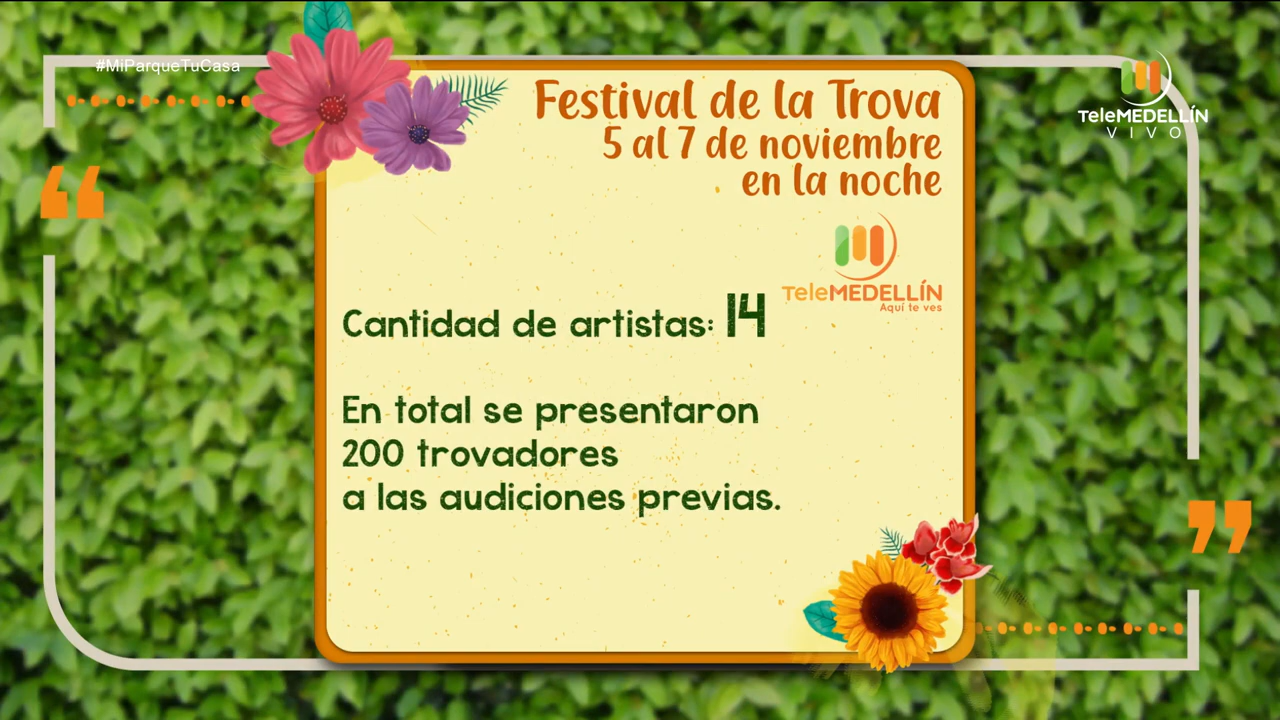 #MiParqueTuCasa
Festival de la Trova
5 al 7 de noviembre
en la noche
TeleMEDELLÍN
VIVO
TeleMEDELLÍN
Aquí te ves
Cantidad de artistas: 14
En total se presentaron
200 trovadores
a las audiciones previas.